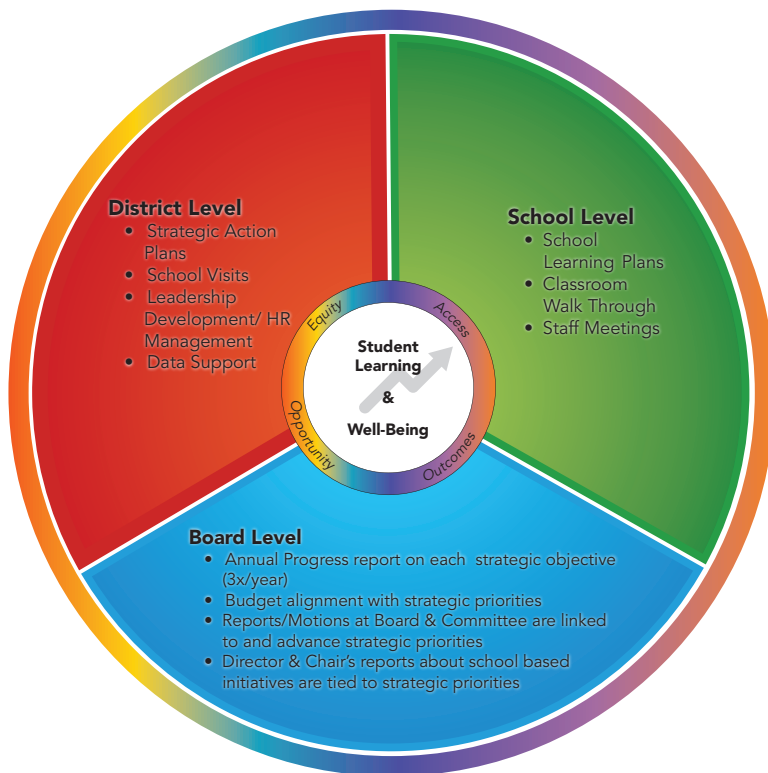 District Level
• Strategic Action
Plans
• School Visits
• Leadership
Development/ HR
Management
• Data Support
School Level
• School
Learning Plans
• Classroom
Walk Through
• Staff Meetings
Equity
Access
Opportunity
Outcomes
Student
Learning
&
Well-Being
Board Level
• Annual Progress report on each strategic objective
(3x/year)
• Budget alignment with strategic priorities
• Reports/Motions at Board & Committee are linked
to and advance strategic priorities
• Director & Chair's reports about school based
initiatives are tied to strategic priorities